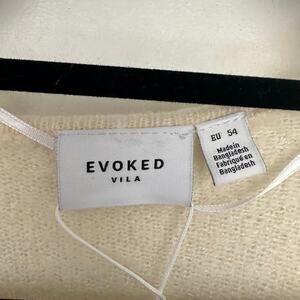 EVOKED
VILA
EU 54
Made in
Bangladesh
Fabriqué en
Bangladesh